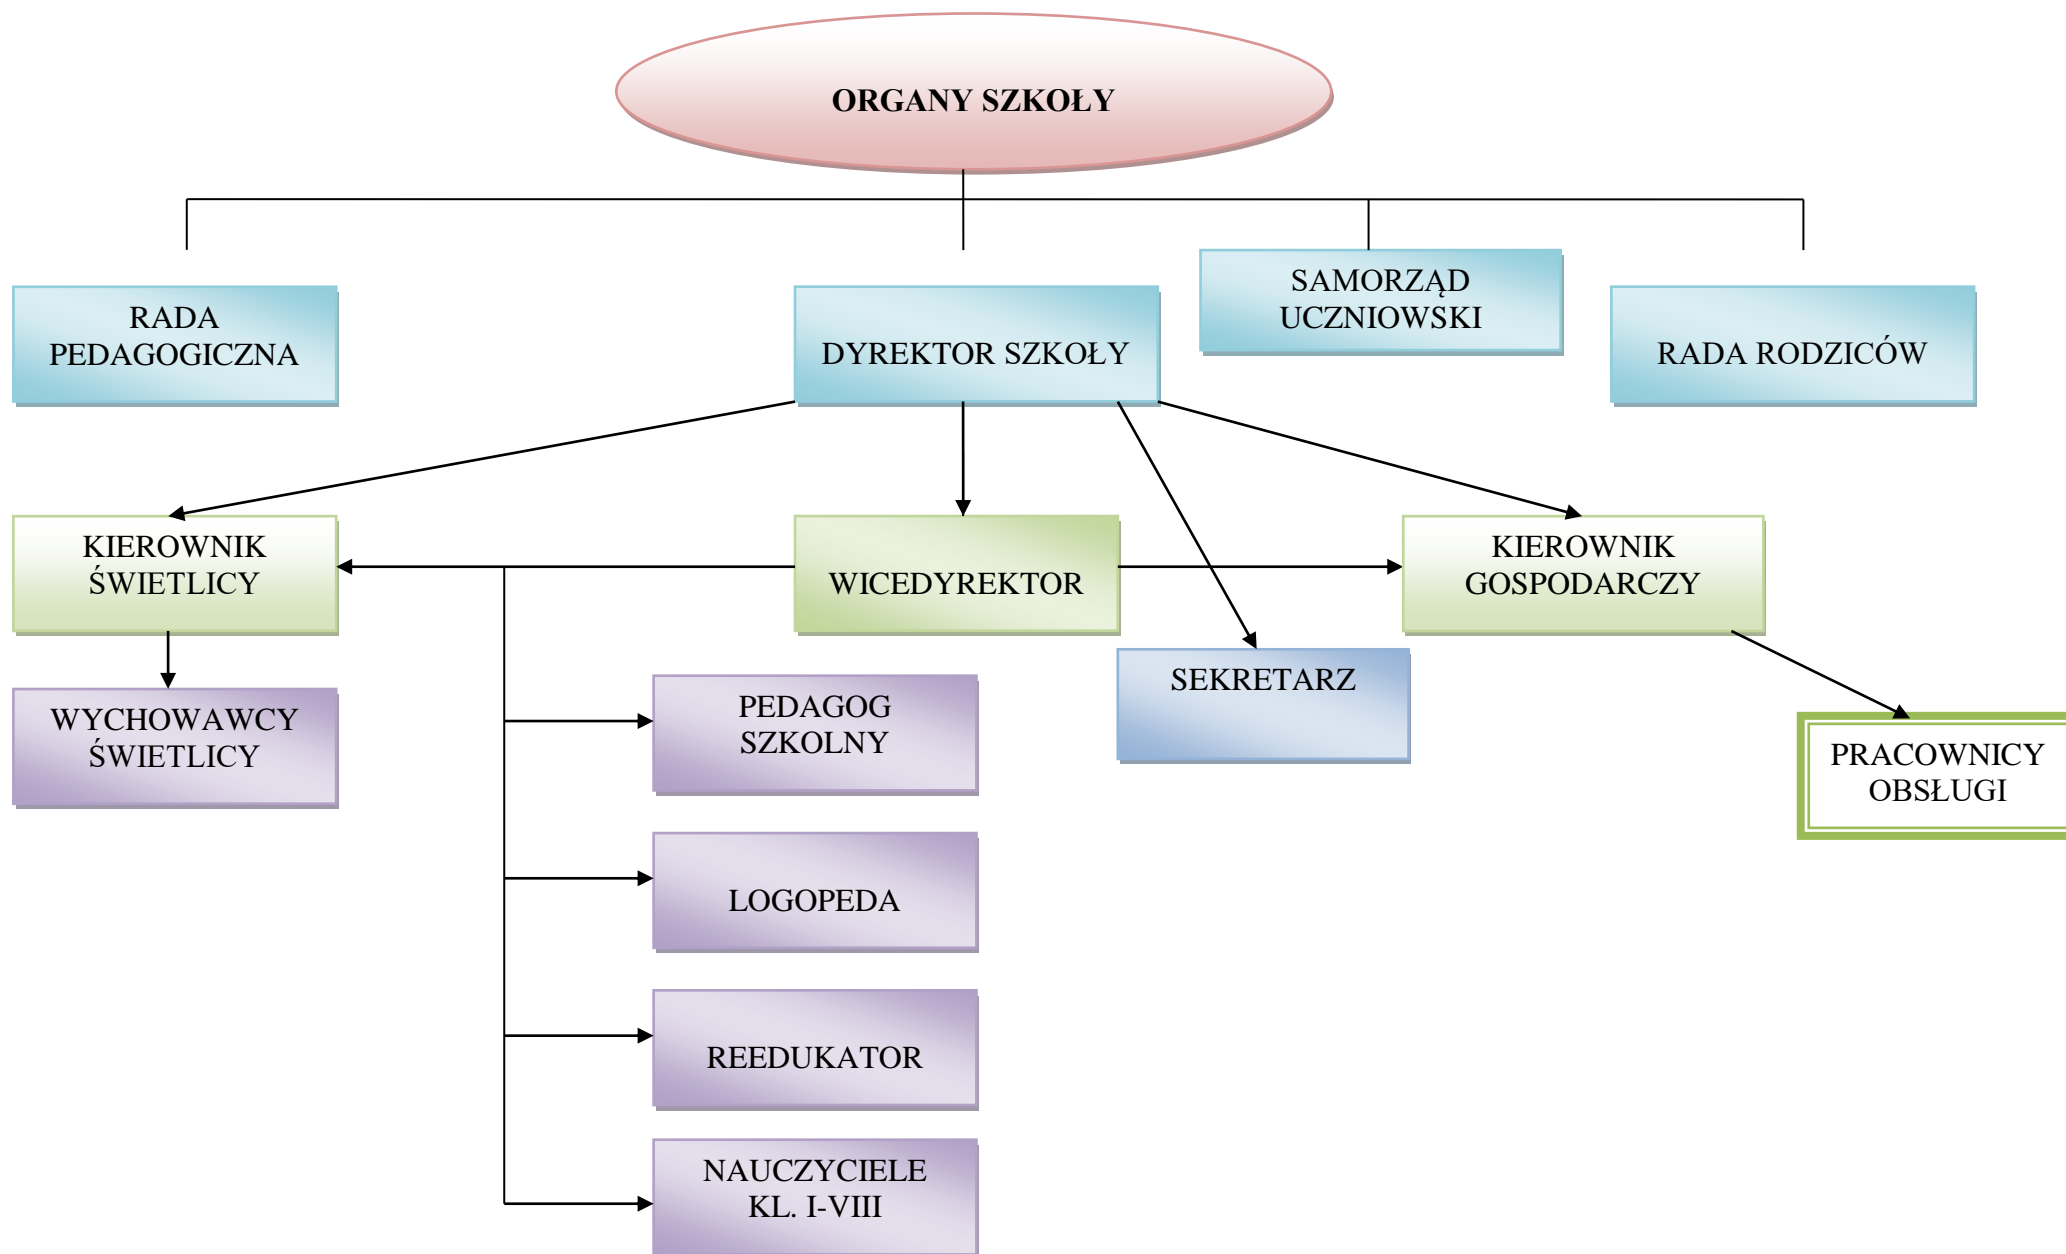 ORGANY SZKOŁY
RADA
PEDAGOGICZNA
DYREKTOR SZKOŁY
SAMORZĄD
UCZNIOWSKI
RADA RODZICÓW
KIEROWNIK
ŚWIETLICY
WICEDYREKTOR
KIEROWNIK
GOSPODARCZY
WYCHOWAWCY
ŚWIETLICY
PEDAGOG
SZKOLNY
SEKRETARZ
PRACOWNICY
OBSŁUGI
LOGOPEDA
REEDUKATOR
NAUCZYCIELE
KL. I-VIII